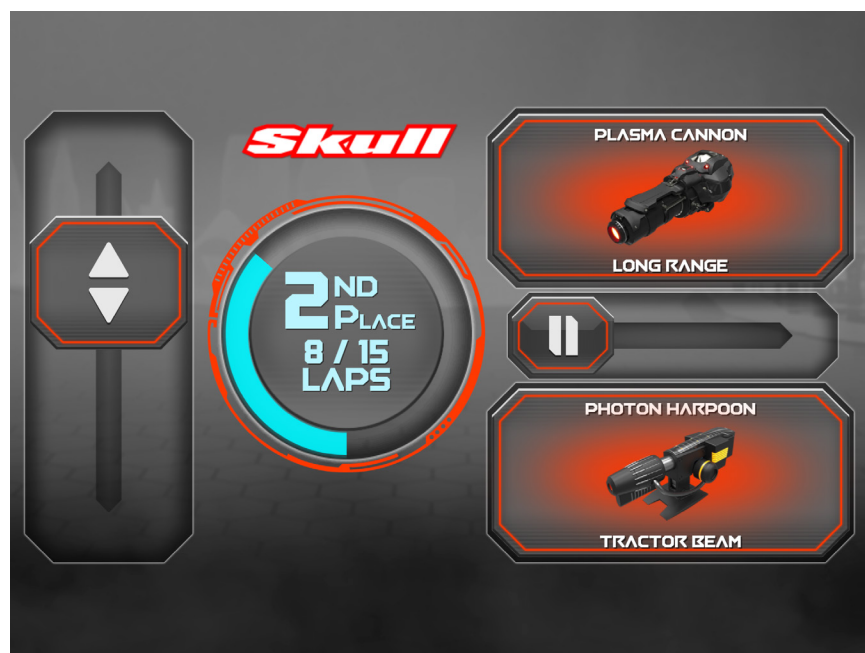 Skull
2ND
PLACE
8 / 15
LAPS
PLASMA CANNON
LONG RANGE
PHOTON HARPOON
TRACTOR BEAM